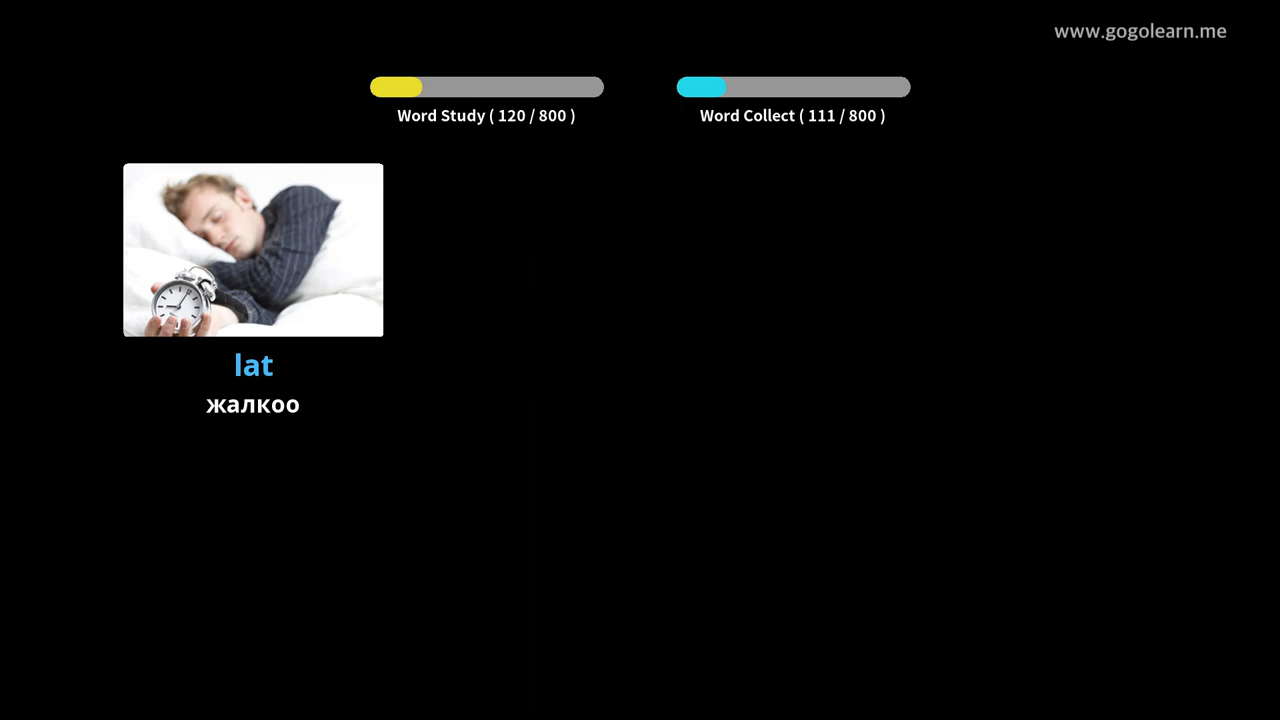 www.gogolearn.me
Word Study ( 120 / 800 )
Word Collect ( 111 / 800 )
lat
жалкоо